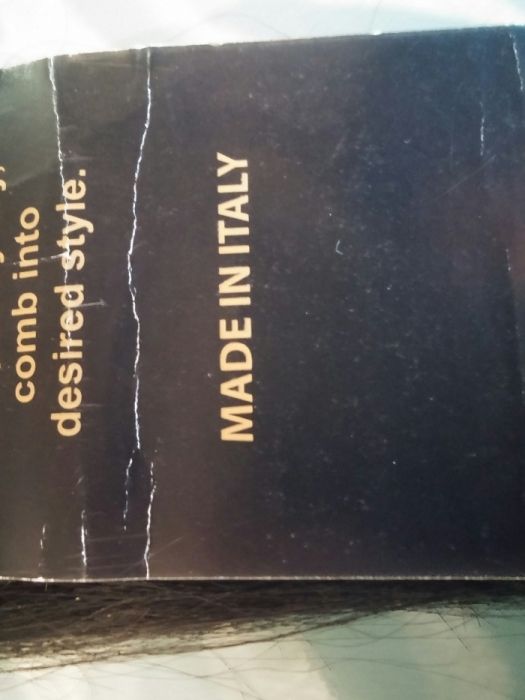 comb into
desired style.
MADE IN ITALY